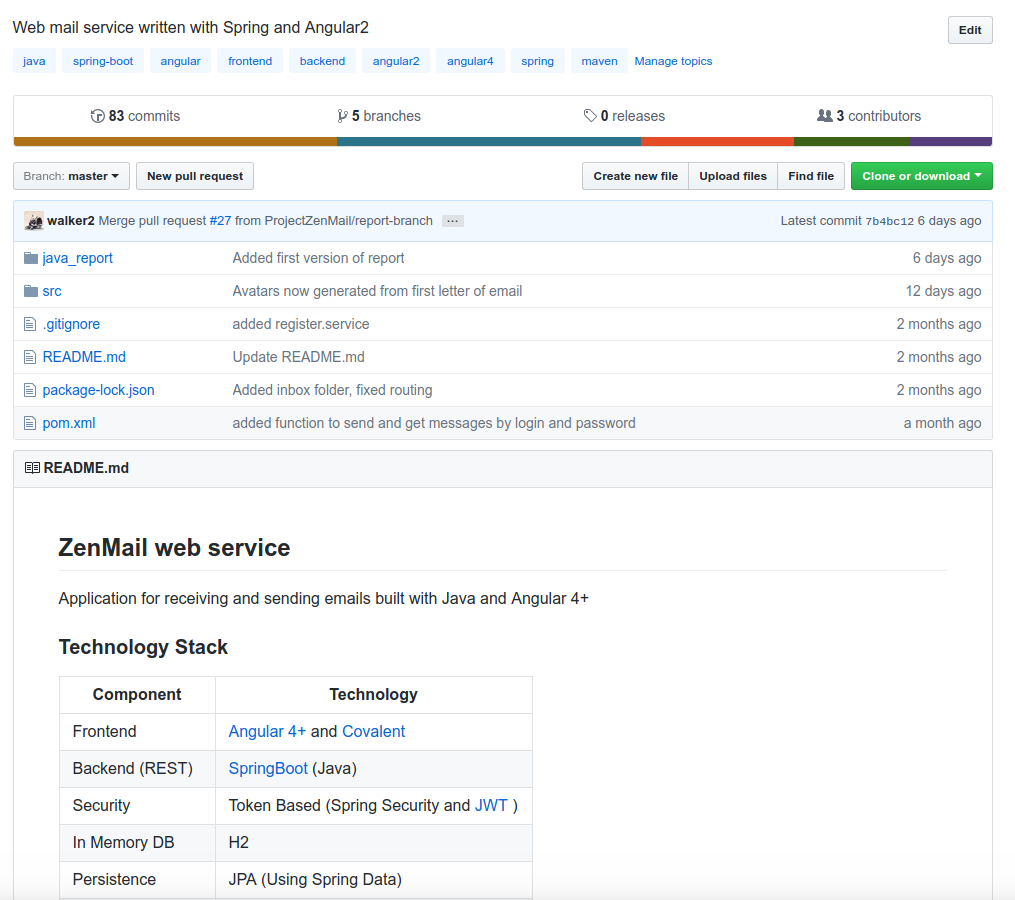 Web mail service written with Spring and Angular2
Edit
java spring-boot angular frontend backend angular2 angular4 spring maven Manage topics
83 commits 5 branches 0 releases 3 contributors
Branch: master New pull request Create new file Upload files Find file Clone or download
walker2 Merge pull request #27 from ProjectZenMail/report-branch ... Latest commit 7b4bc12 6 days ago
java_report Added first version of report 6 days ago
src Avatars now generated from first letter of email 12 days ago
.gitignore added register.service 2 months ago
README.md Update README.md 2 months ago
package-lock.json Added inbox folder, fixed routing 2 months ago
pom.xml added function to send and get messages by login and password a month ago
README.md
ZenMail web service
Application for receiving and sending emails built with Java and Angular 4+
Technology Stack
Component Technology
Frontend Angular 4+ and Covalent
Backend (REST) SpringBoot (Java)
Security Token Based (Spring Security and JWT )
In Memory DB H2
Persistence JPA (Using Spring Data)